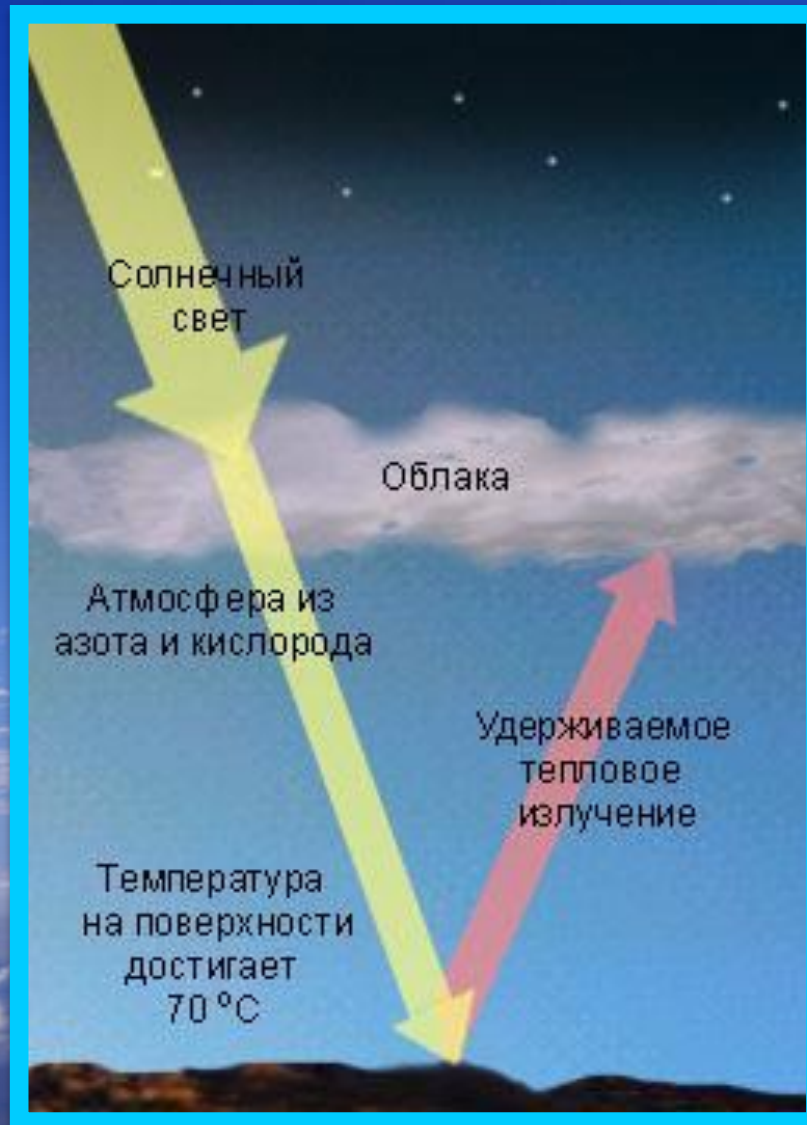 Солнечный
свет
Облака
Атмосфера из
азота и кислорода
Удерживаемое
тепловое
излучение
Температура
на поверхности
достигает
70 °C